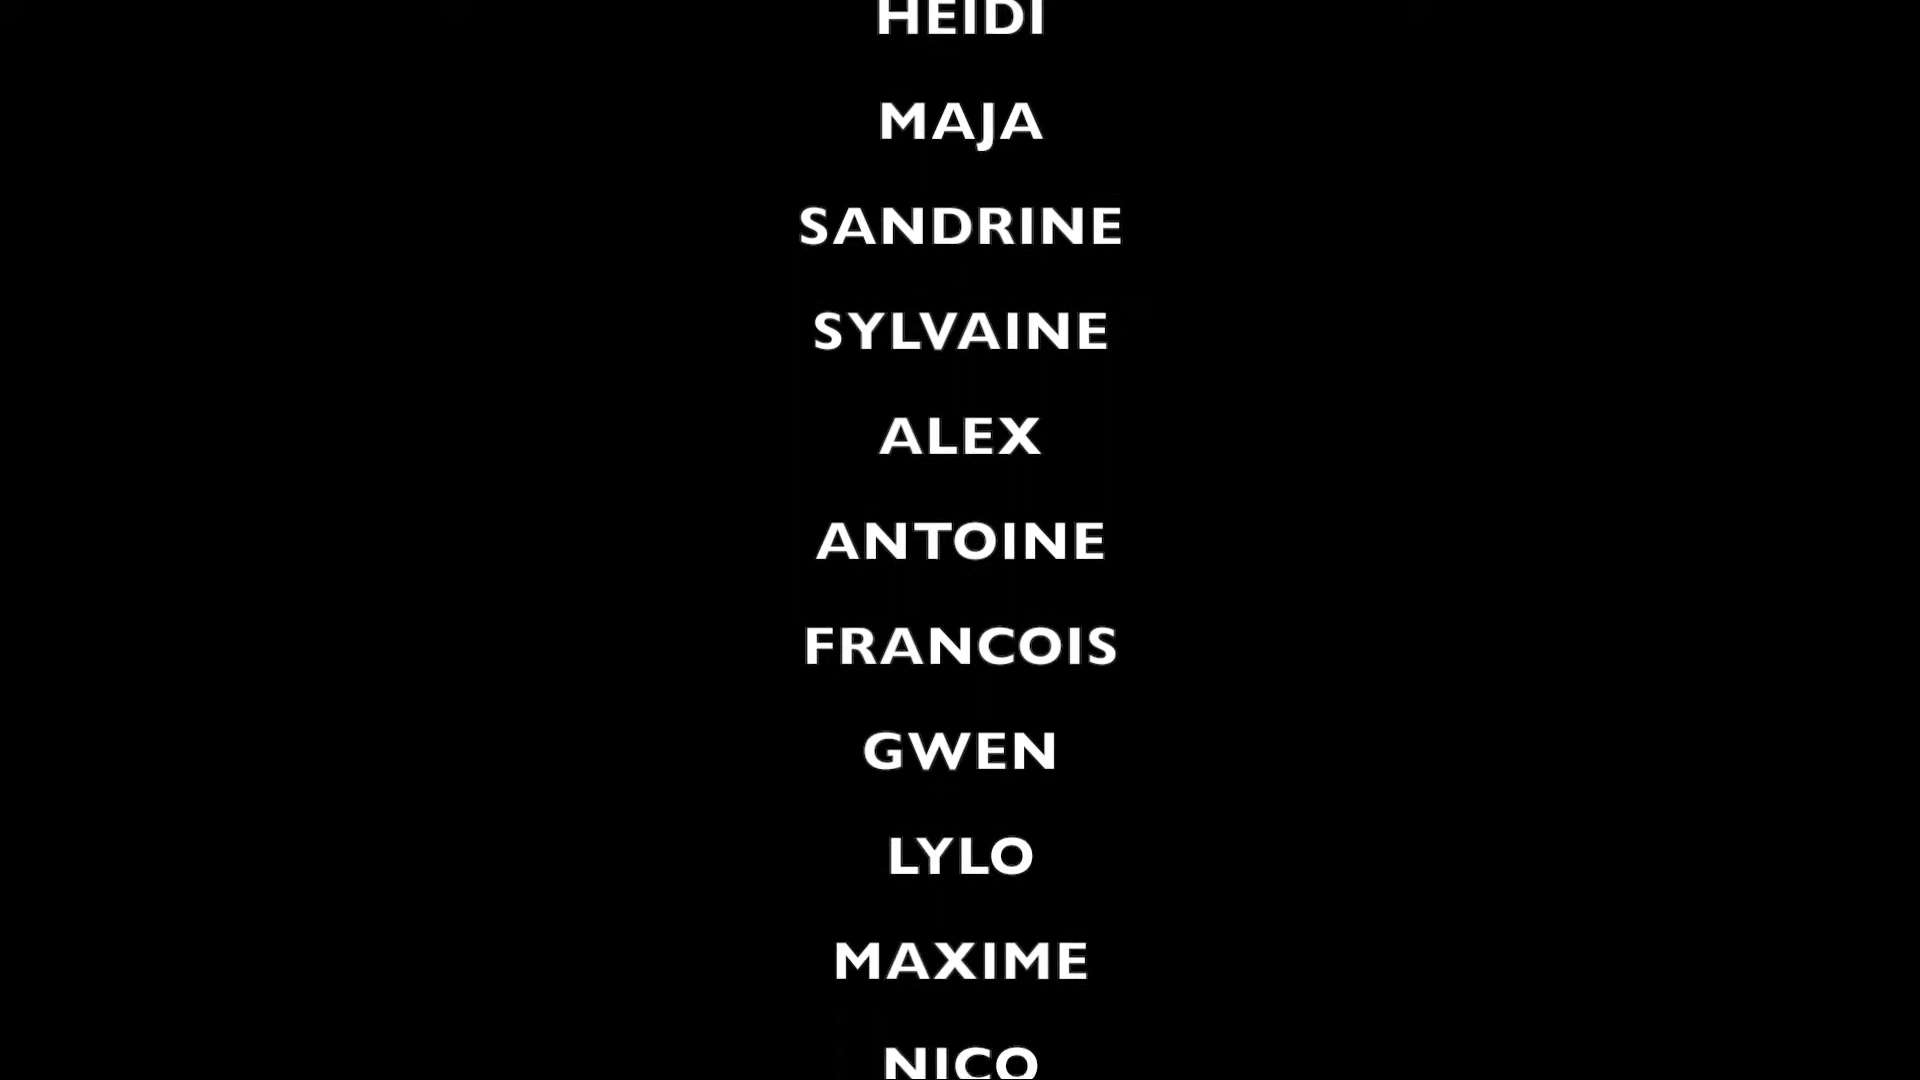 HEIDI
MAJA
SANDRINE
SYLVAINE
ALEX
ANTOINE
FRANCOIS
GWEN
LYLO
MAXIME
NICO